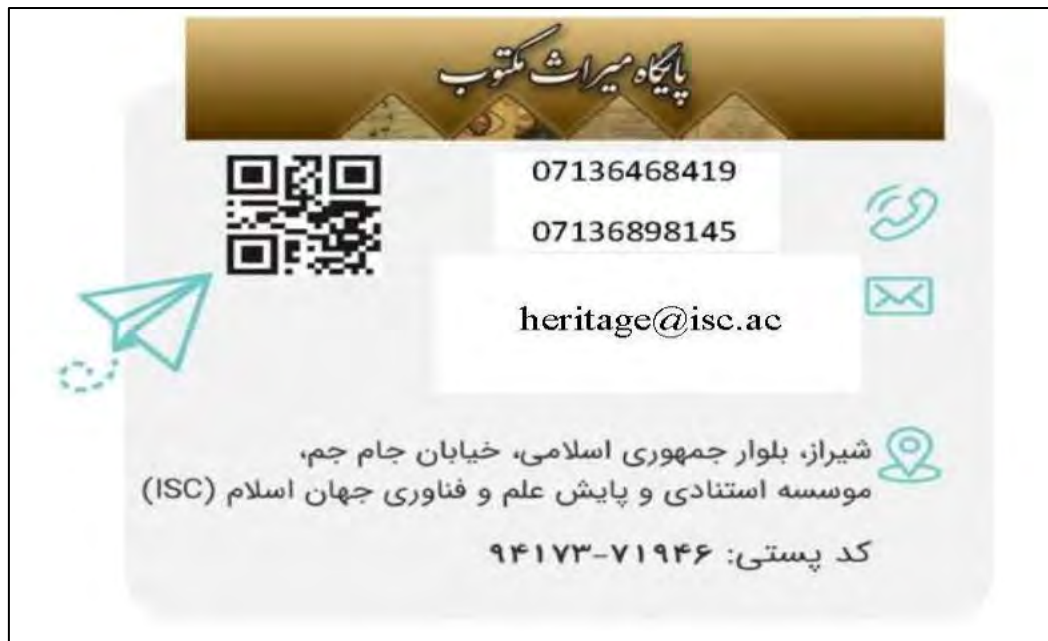 پایگاه میراث مکتوب
07136468419
07136898145
heritage@isc.ac
شیراز، بلوار جمهوری اسلامی، خیابان جام جم،
موسسه استنادی و پایش علم و فناوری جهان اسلام (ISC)
کد پستی: ۹۴۱۷۳-۷۱۹۴۶